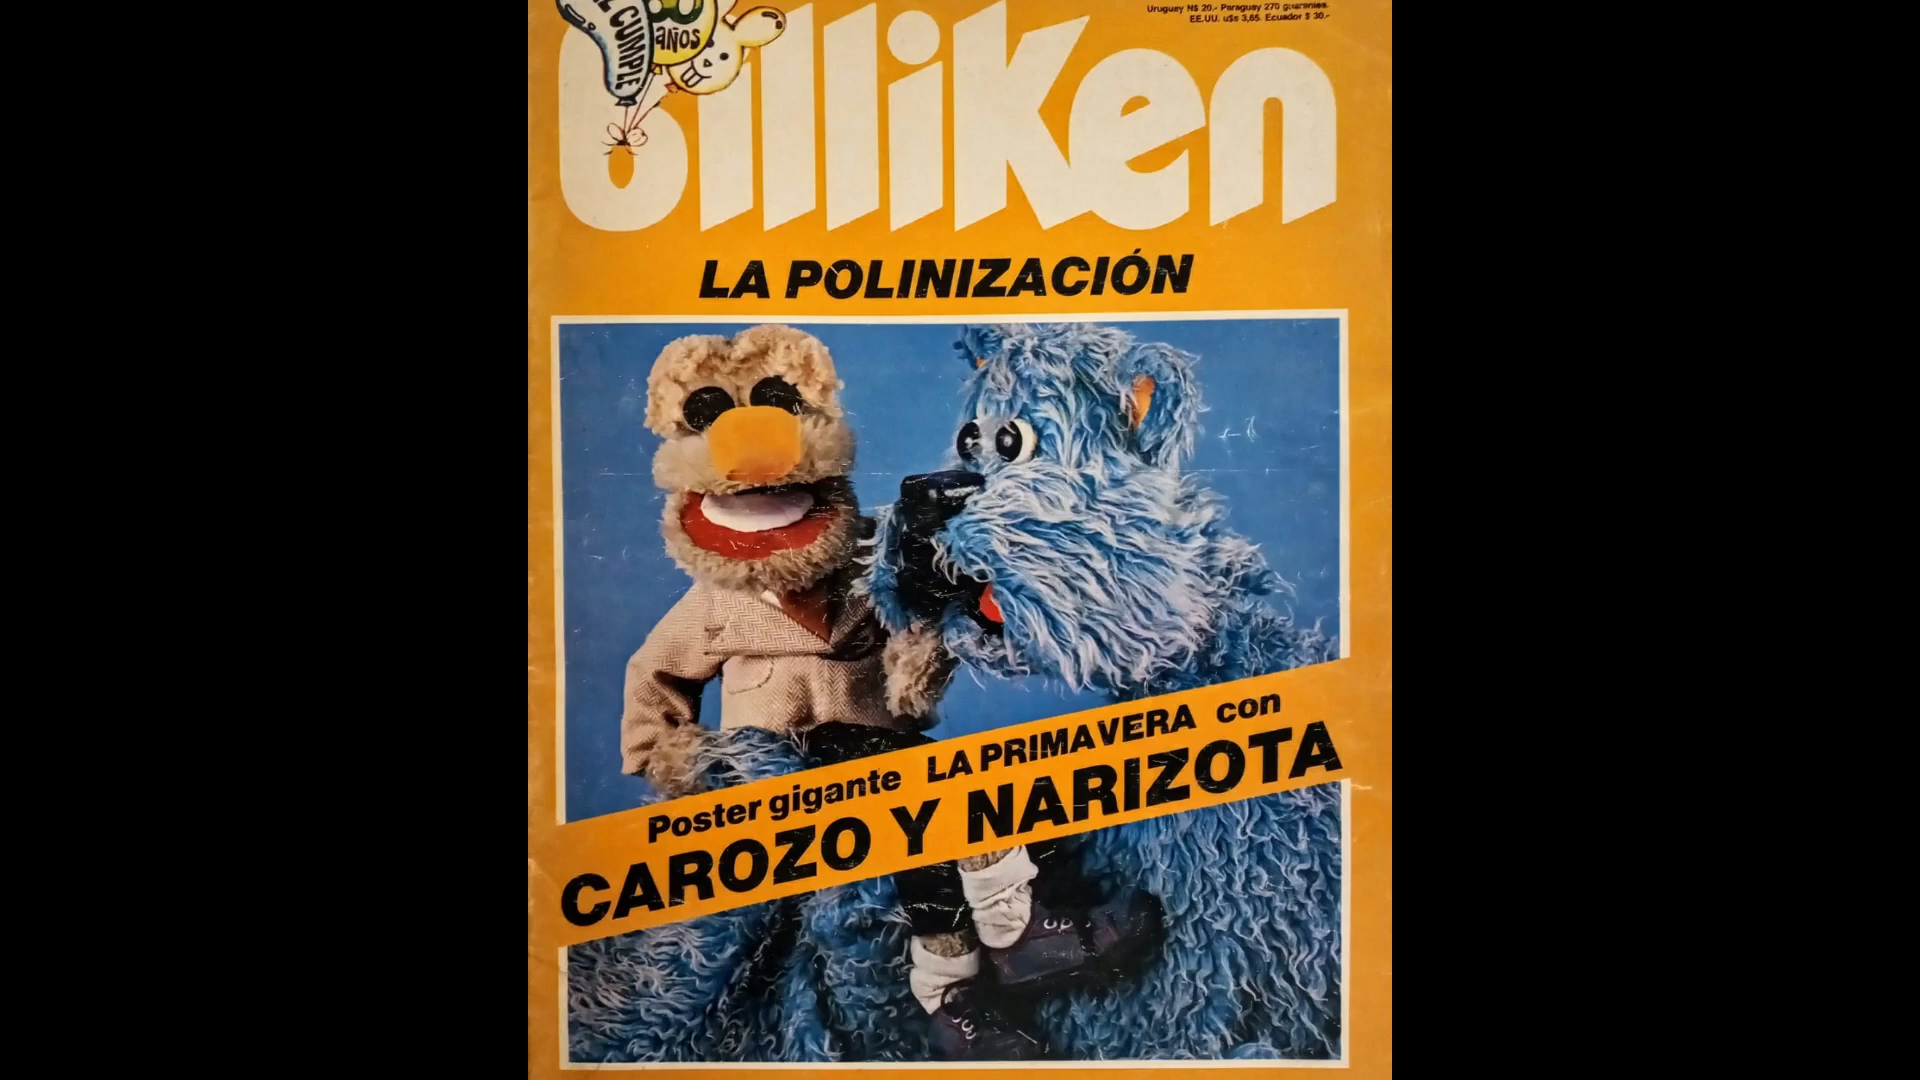 Uruguay N$ 20.- Paraguay 270 guaraníes.
EE.UU. u$s 3,65. Ecuador $ 30.-
CUMPLE
años
Billiken
LA POLINIZACIÓN
Poster gigante LA PRIMAVERA con
CAROZO Y NARIZOTA